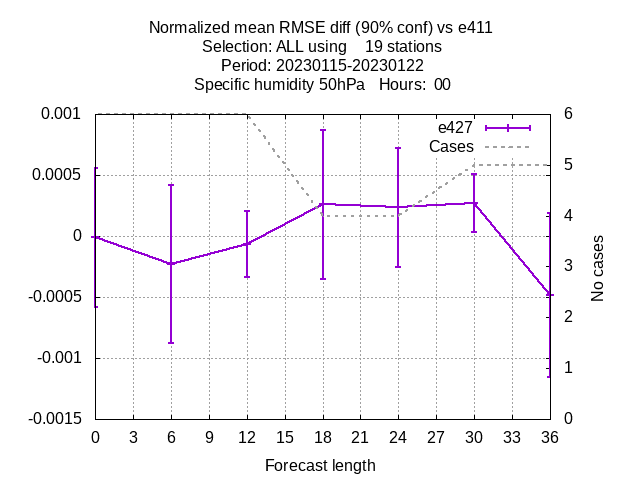 Normalized mean RMSE diff (90% conf) vs e411
Selection: ALL using    19 stations
Period: 20230115-20230122
Specific humidity 50hPa   Hours:  00
0.001
0.0005
0
-0.0005
-0.001
-0.0015
e427
Cases
6
5
4
3
2
1
0
No cases
0 3 6 9 12 15 18 21 24 27 30 33 36
Forecast length